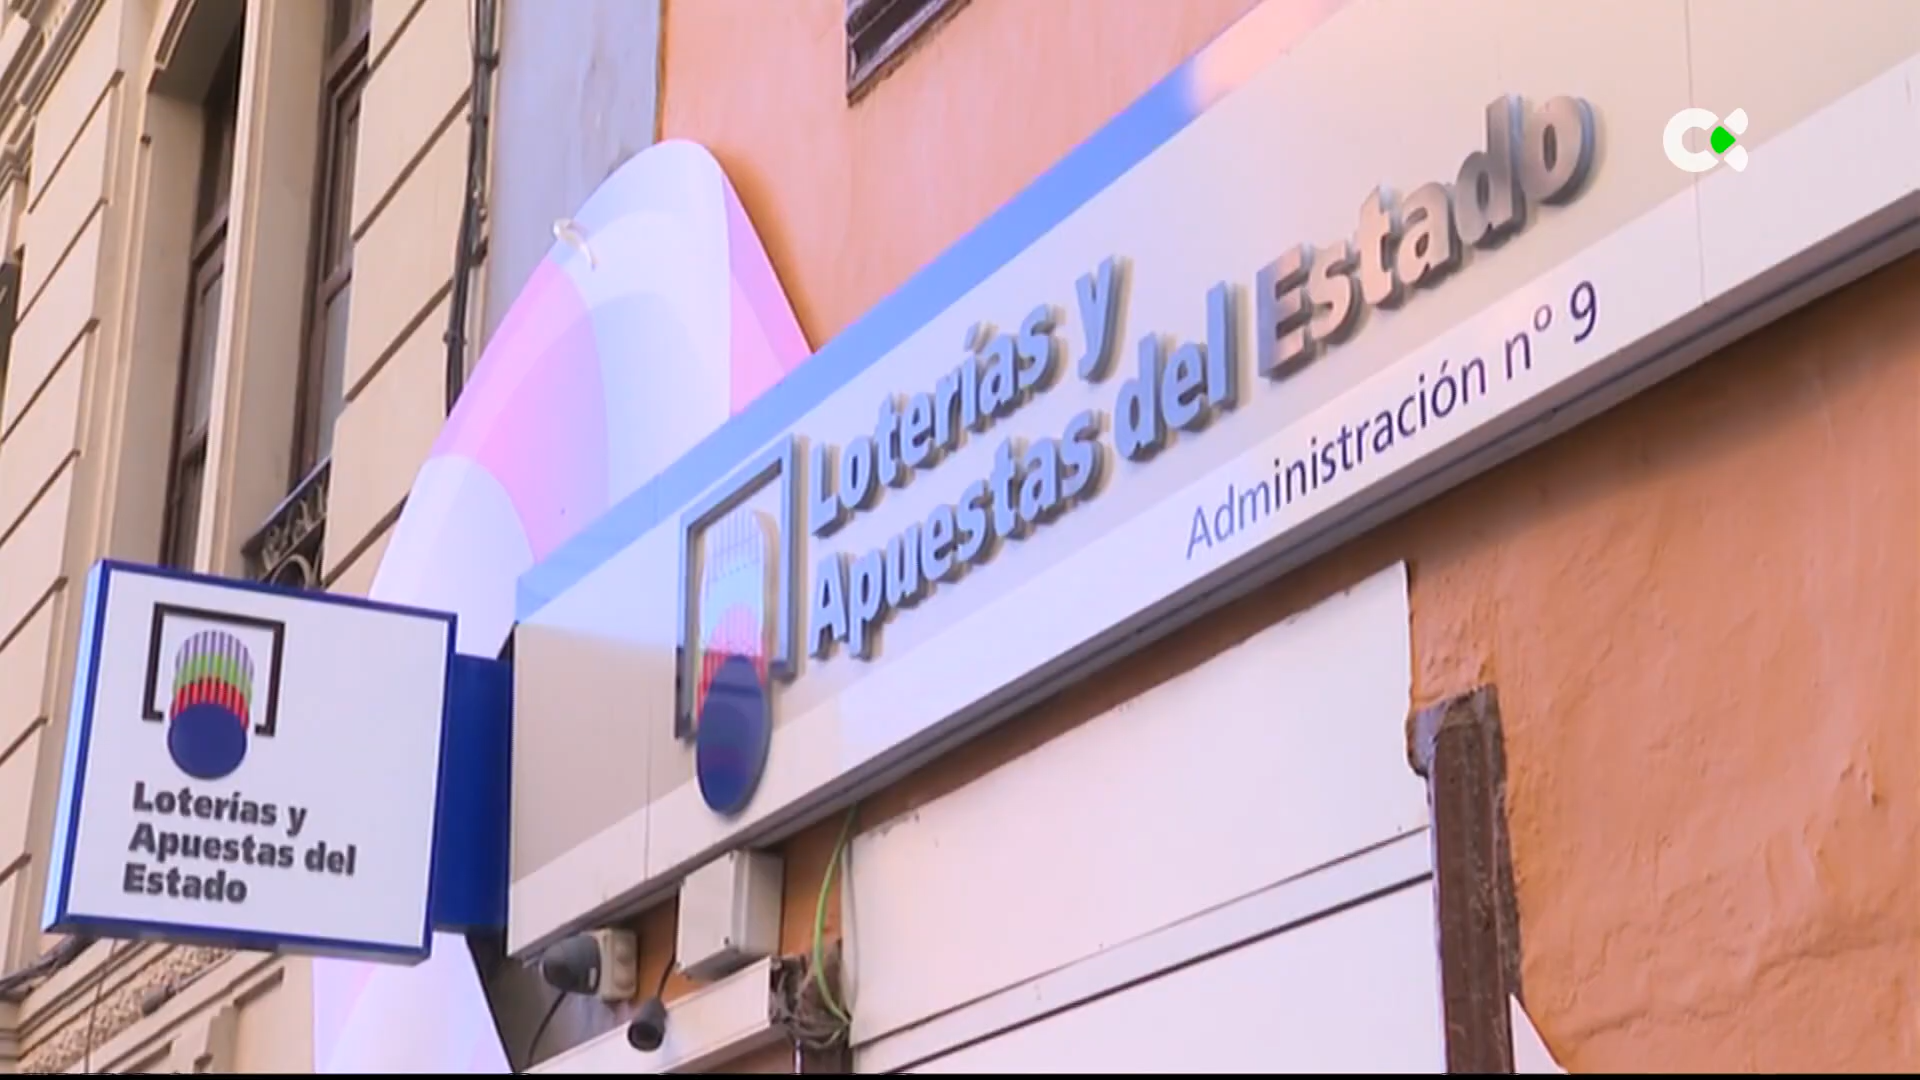 Loterías y
Apuestas del Estado
Administración nº 9
Loterías y
Apuestas del
Estado